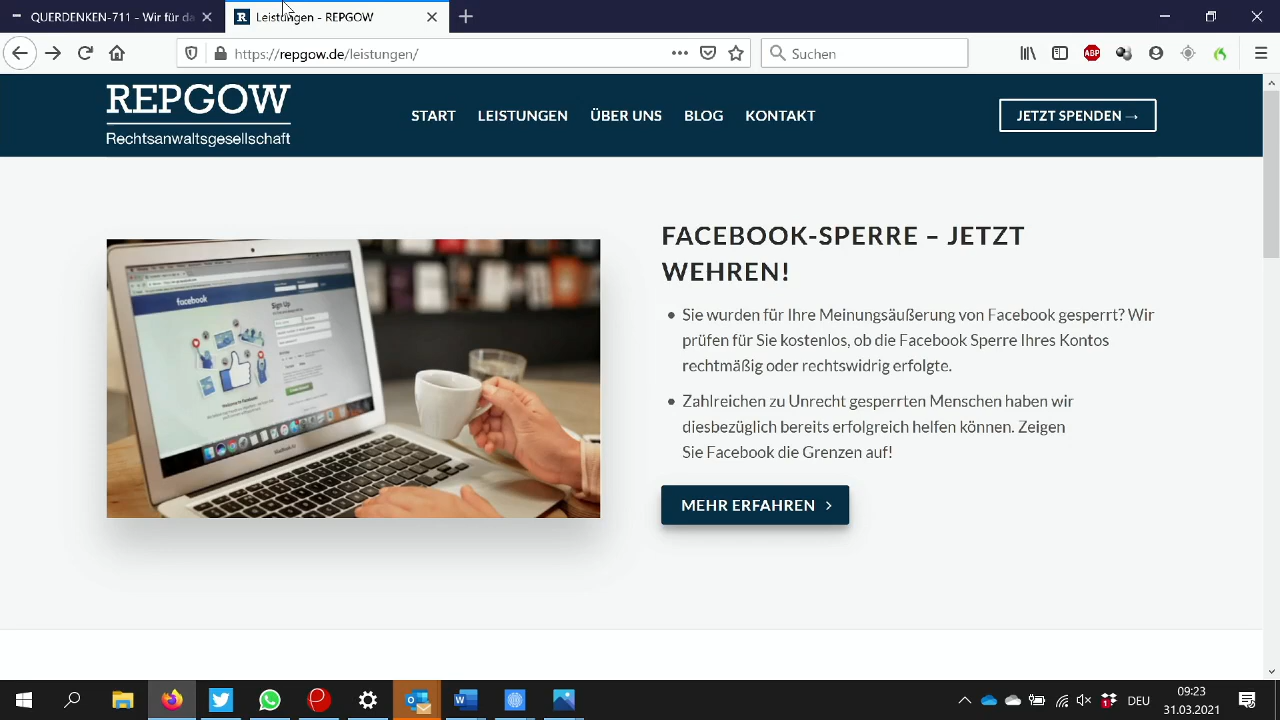 QUERDENKEN-711 - Wir für da
Leistungen - REPGOW
https://repgow.de/leistungen/
Suchen
ABP
REPGOW
Rechtsanwaltsgesellschaft
START LEISTUNGEN ÜBER UNS BLOG KONTAKT
JETZT SPENDEN →
facebook
Sign Up
FACEBOOK-SPERRE – JETZT
WEHREN!
• Sie wurden für Ihre Meinungsäußerung von Facebook gesperrt? Wir
prüfen für Sie kostenlos, ob die Facebook Sperre Ihres Kontos
rechtmäßig oder rechtswidrig erfolgte.
• Zahlreichen zu Unrecht gesperrten Menschen haben wir
diesbezüglich bereits erfolgreich helfen können. Zeigen
Sie Facebook die Grenzen auf!
MEHR ERFAHREN >
DEU
09:23
31.03.2021